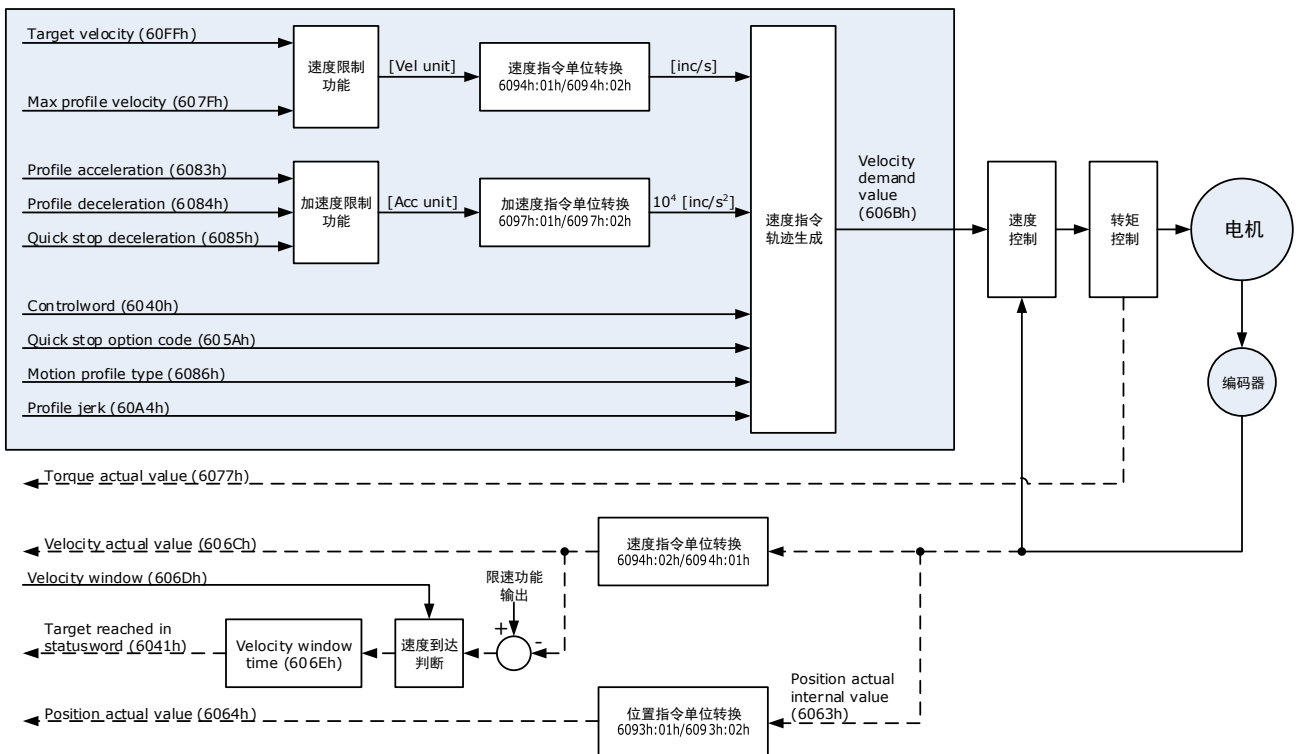 Target velocity (60FFh)
Max profile velocity (607Fh)
速度限制
功能
[Vel unit]
速度指令单位转换
6094h:01h/6094h:02h
[inc/s]
Profile acceleration (6083h)
Profile deceleration (6084h)
Quick stop deceleration (6085h)
加速度限制
功能
[Acc unit]
加速度指令单位转换
6097h:01h/6097h:02h
10⁴ [inc/s²]
Controlword (6040h)
Quick stop option code (605Ah)
Motion profile type (6086h)
Profile jerk (60A4h)
速度指令
轨迹生成
Velocity
demand
value
(606Bh)
速度
控制
转矩
控制
电机
编码器
Torque actual value (6077h)
Velocity actual value (606Ch)
速度指令单位转换
6094h:02h/6094h:01h
Velocity window (606Dh)
限速功能
输出
+
-
Target reached in
statusword (6041h)
Velocity window
time (606Eh)
速度到达
判断
Position actual
internal value
(6063h)
Position actual value (6064h)
位置指令单位转换
6093h:01h/6093h:02h